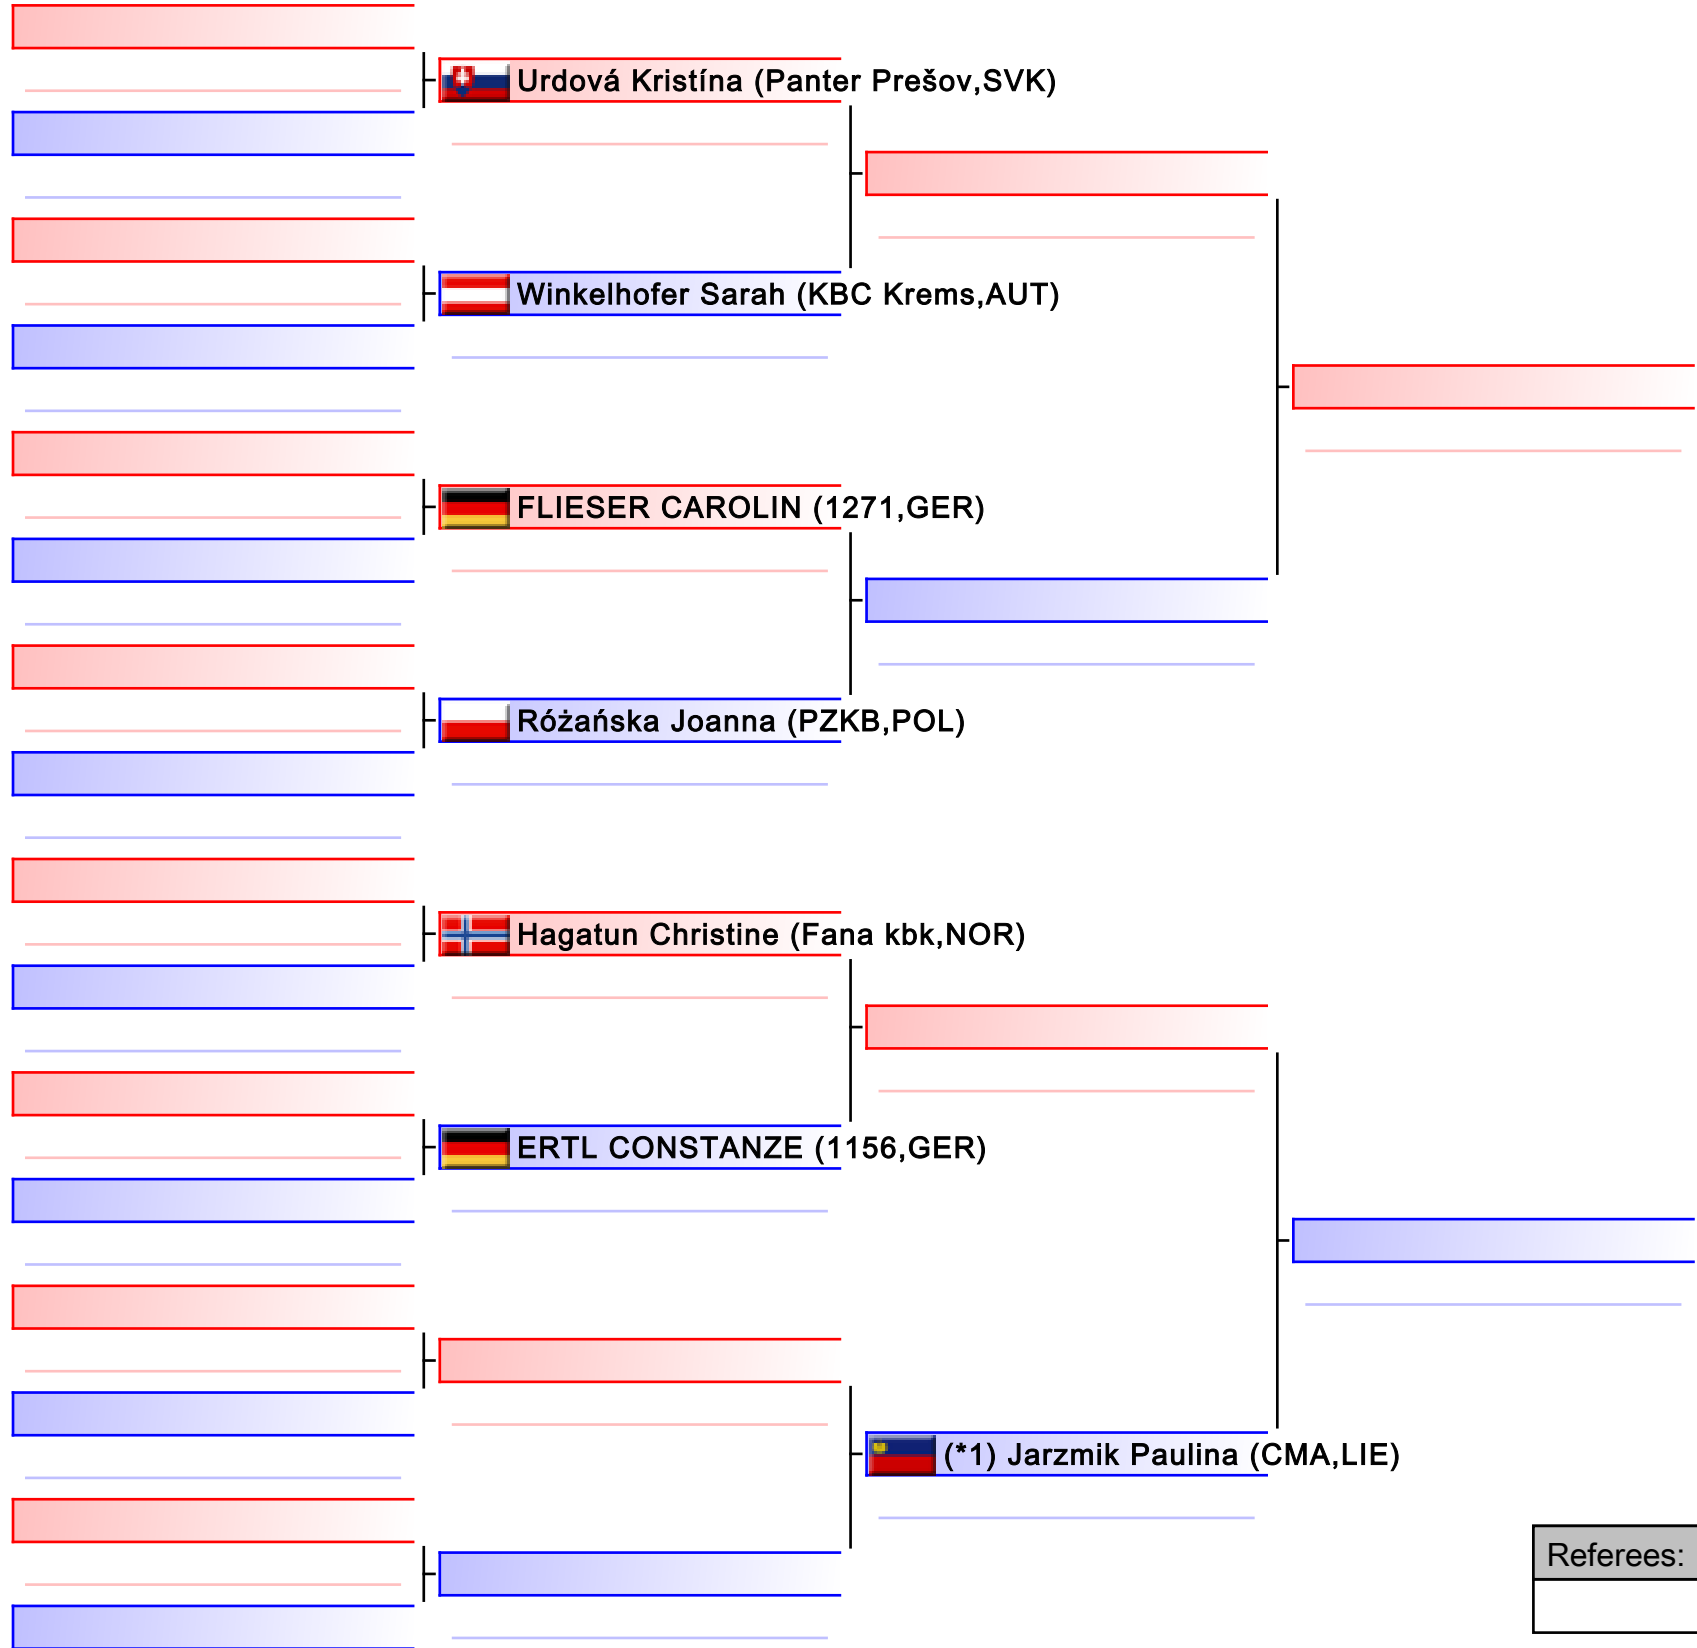 Urdová Kristína (Panter Prešov,SVK)
Winkelhofer Sarah (KBC Krems,AUT)
FLIESER CAROLIN (1271,GER)
Różańska Joanna (PZKB,POL)
Hagatun Christine (Fana kbk,NOR)
ERTL CONSTANZE (1156,GER)
(*1) Jarzmik Paulina (CMA,LIE)
Referees: